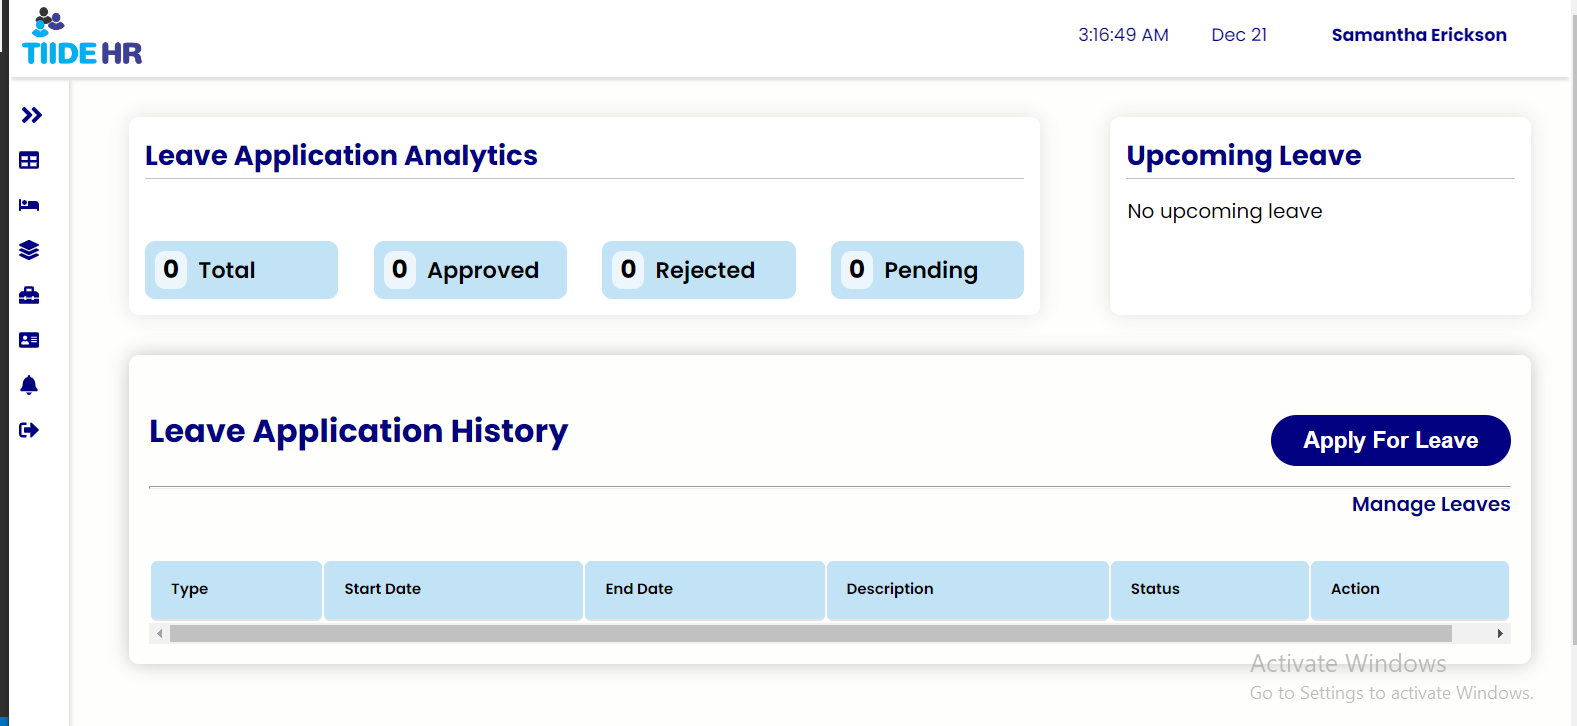 TIIDE HR
3:16:49 AM Dec 21 Samantha Erickson
Leave Application Analytics
0 Total 0 Approved 0 Rejected 0 Pending
Upcoming Leave
No upcoming leave
Leave Application History
Apply For Leave
Manage Leaves
Type Start Date End Date Description Status Action
Activate Windows
Go to Settings to activate Windows.